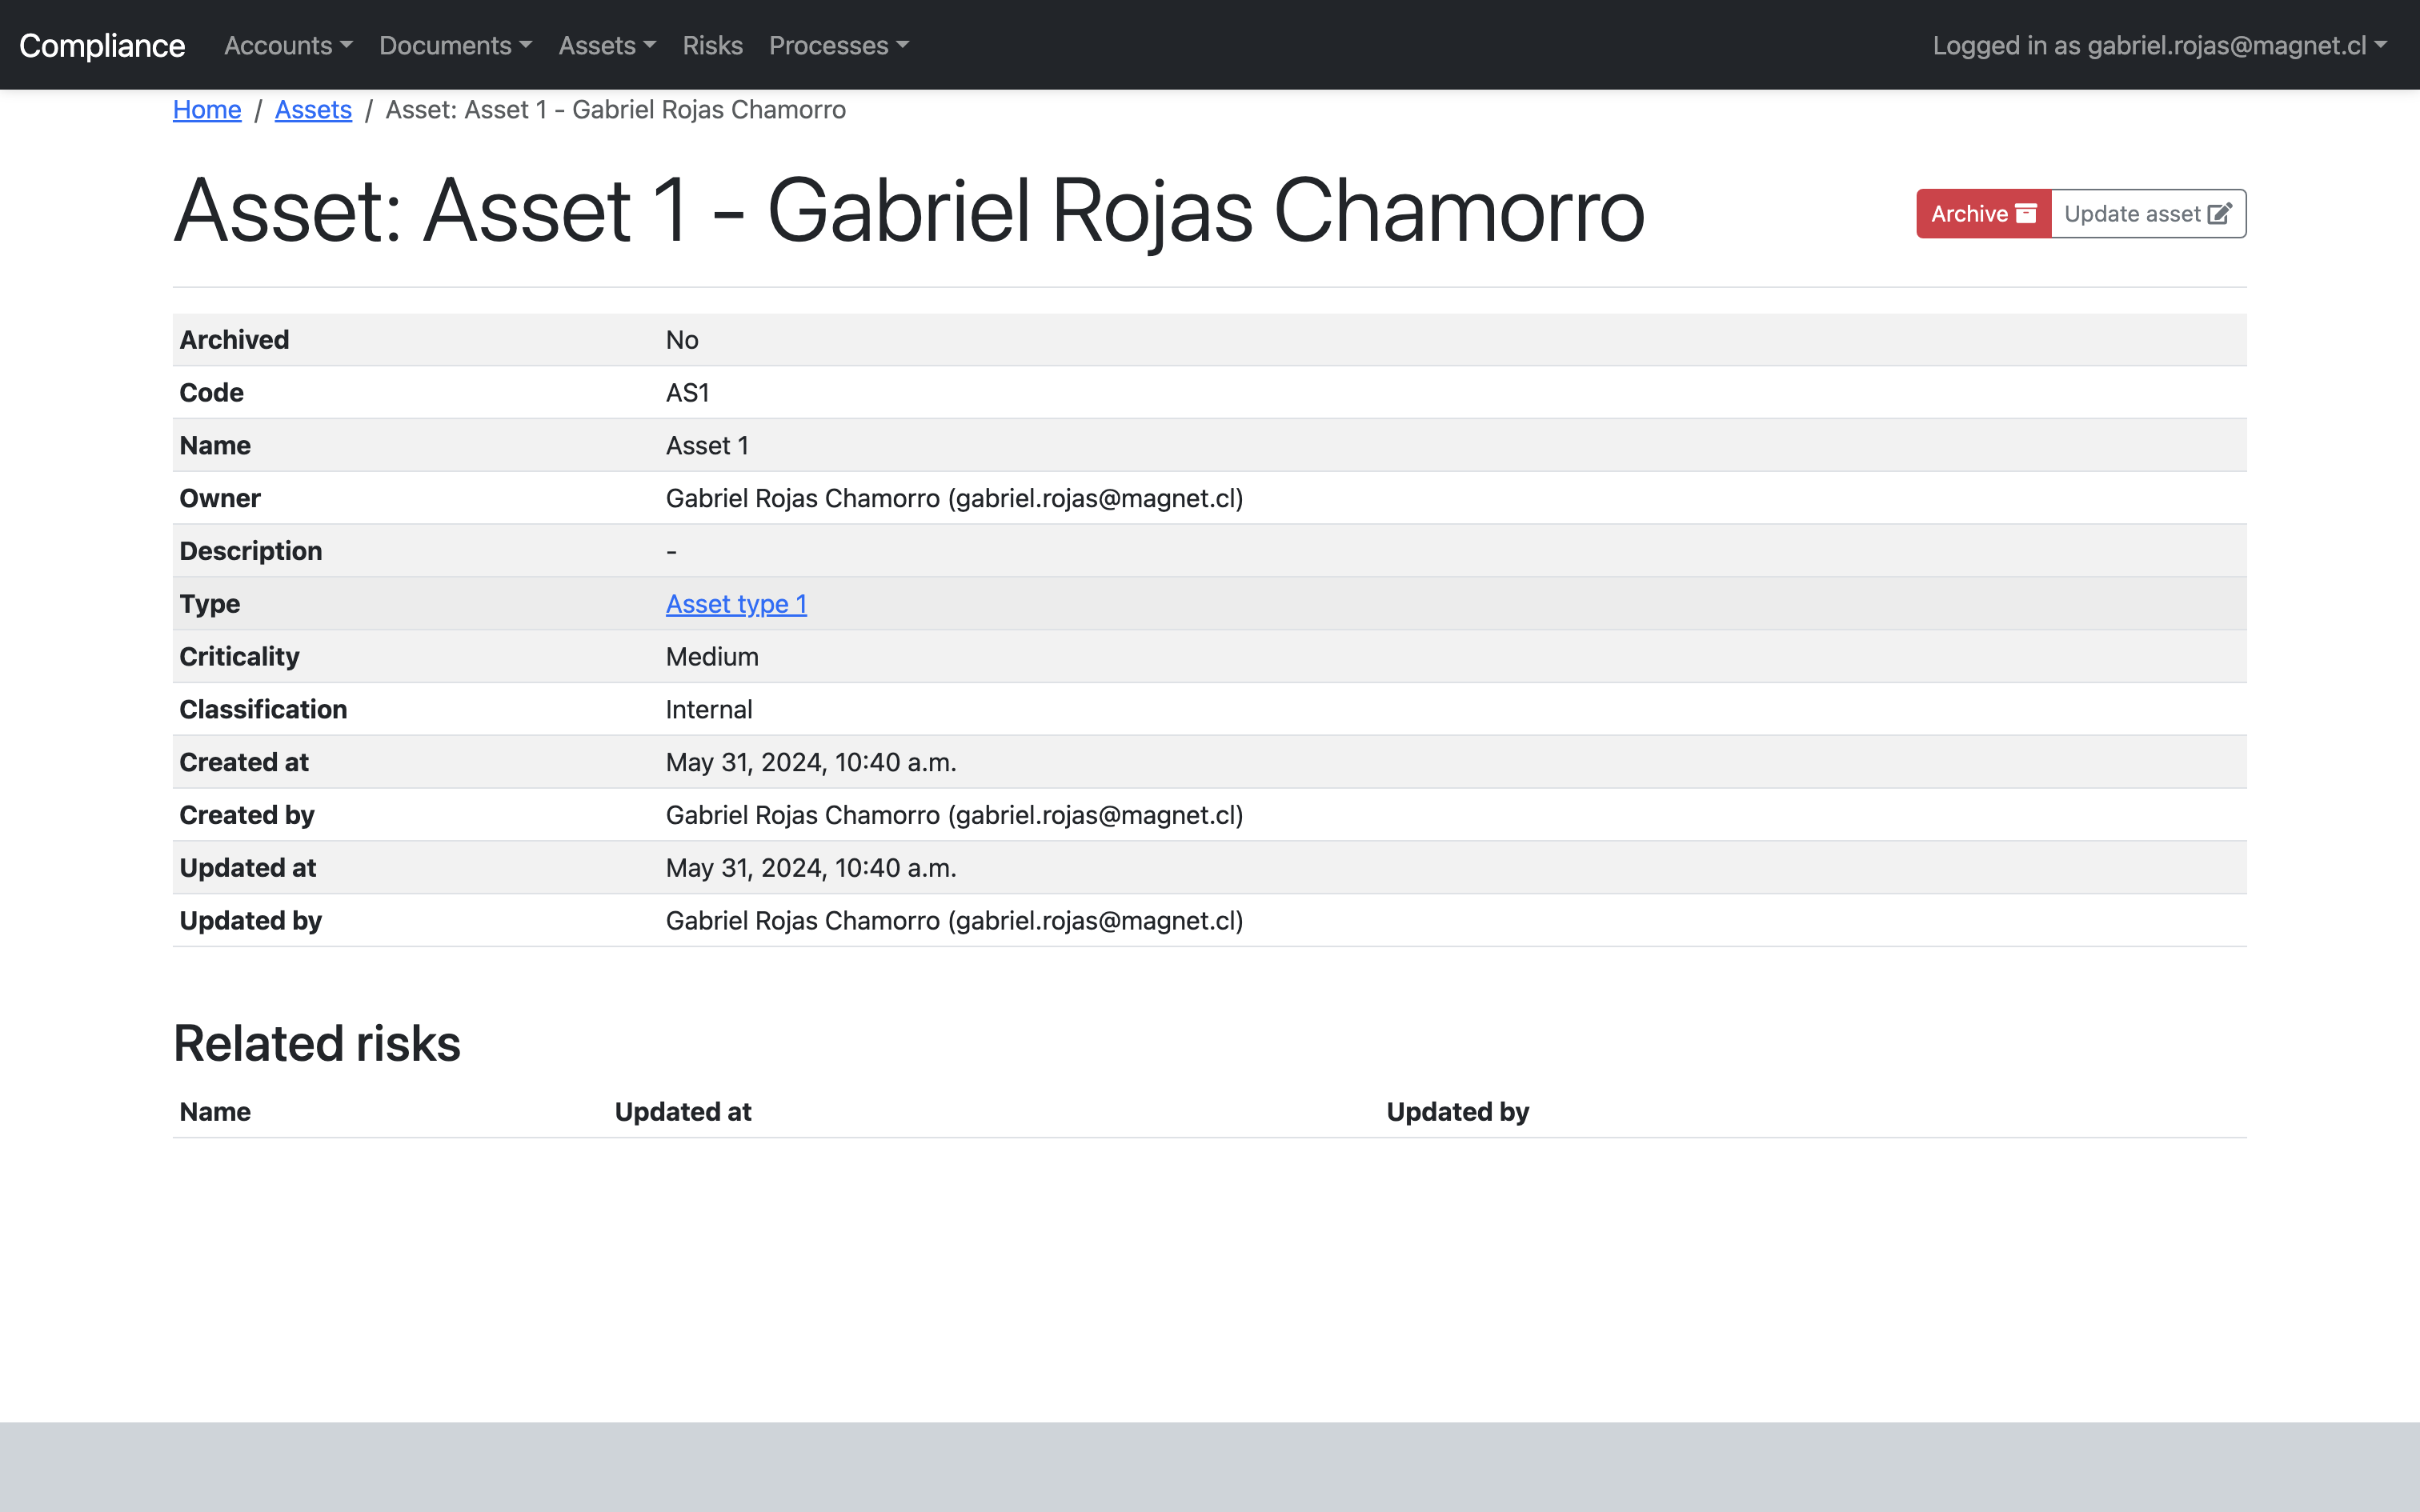 Compliance Accounts Documents Assets Risks Processes Logged in as gabriel.rojas@magnet.cl
Home / Assets / Asset: Asset 1 - Gabriel Rojas Chamorro
Asset: Asset 1 - Gabriel Rojas Chamorro
Archive Update asset
Archived No
Code AS1
Name Asset 1
Owner Gabriel Rojas Chamorro (gabriel.rojas@magnet.cl)
Description -
Type Asset type 1
Criticality Medium
Classification Internal
Created at May 31, 2024, 10:40 a.m.
Created by Gabriel Rojas Chamorro (gabriel.rojas@magnet.cl)
Updated at May 31, 2024, 10:40 a.m.
Updated by Gabriel Rojas Chamorro (gabriel.rojas@magnet.cl)
Related risks
Name Updated at Updated by